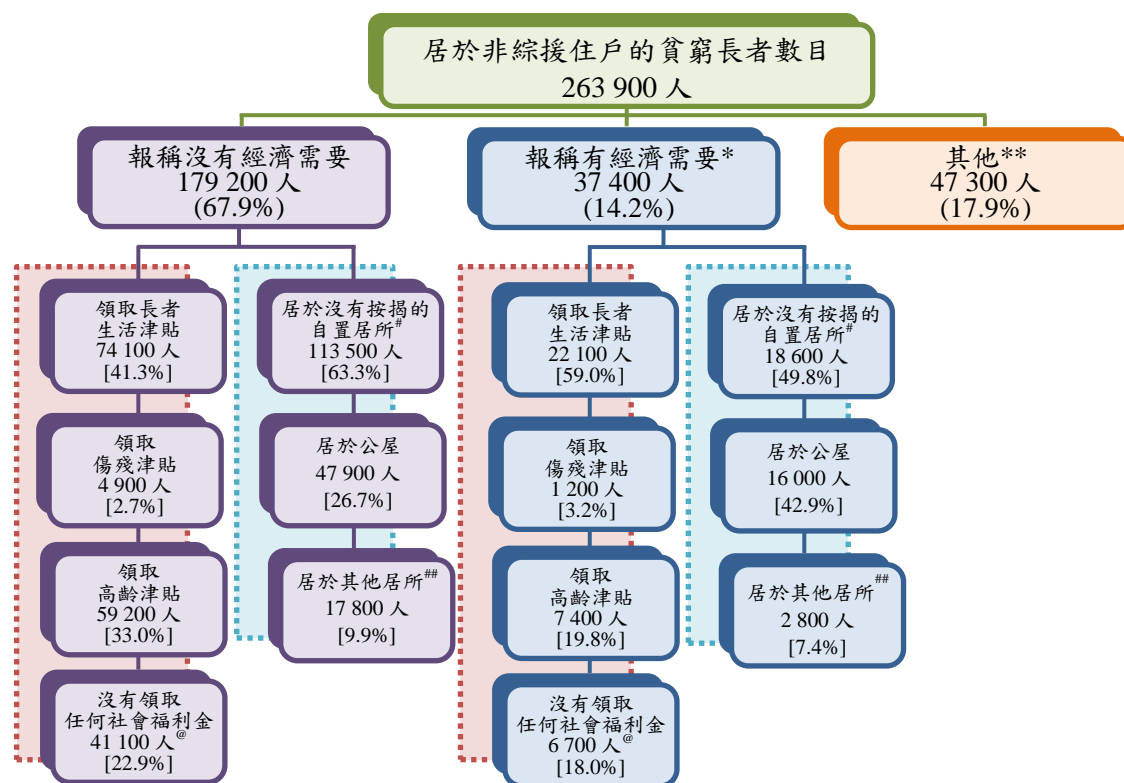 居於非綜援住戶的貧窮長者數目
263 900 人
報稱沒有經濟需要
179 200 人
(67.9%)
報稱有經濟需要*
37 400 人
(14.2%)
其他**
47 300 人
(17.9%)
領取長者
生活津貼
74 100 人
[41.3%]
領取
傷殘津貼
4 900 人
[2.7%]
領取
高齡津貼
59 200 人
[33.0%]
沒有領取
任何社會福利金
41 100 人@
[22.9%]
居於沒有按揭的
自置居所#
113 500 人
[63.3%]
居於公屋
47 900 人
[26.7%]
居於其他居所##
17 800 人
[9.9%]
領取長者
生活津貼
22 100 人
[59.0%]
領取
傷殘津貼
1 200 人
[3.2%]
領取
高齡津貼
7 400 人
[19.8%]
沒有領取
任何社會福利金
6 700 人@
[18.0%]
居於沒有按揭的
自置居所#
18 600 人
[49.8%]
居於公屋
16 000 人
[42.9%]
居於其他居所##
2 800 人
[7.4%]